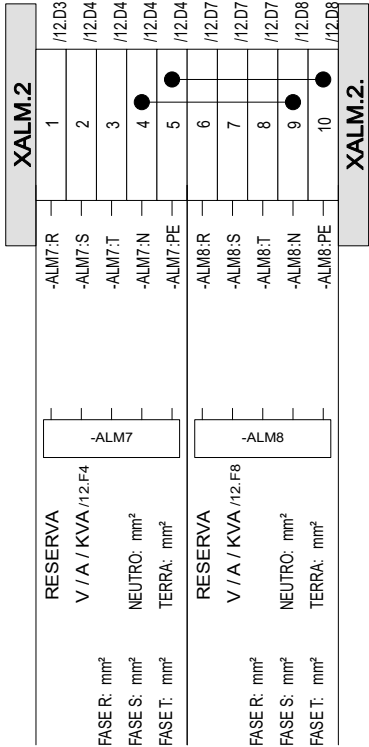 XALM.2
XALM.2.
/12.D3
/12.D4
/12.D4
/12.D4
/12.D4
/12.D7
/12.D7
/12.D7
/12.D8
/12.D8
1
2
3
4
5
6
7
8
9
10
-ALM7:R
-ALM7:S
-ALM7:T
-ALM7:N
-ALM7:PE
-ALM8:R
-ALM8:S
-ALM8:T
-ALM8:N
-ALM8:PE
-ALM7
-ALM8
RESERVA
V / A / KVA /12.F4
NEUTRO: mm²
TERRA: mm²
RESERVA
V / A / KVA /12.F8
NEUTRO: mm²
TERRA: mm²
FASE R: mm²
FASE S: mm²
FASE T: mm²
FASE R: mm²
FASE S: mm²
FASE T: mm²